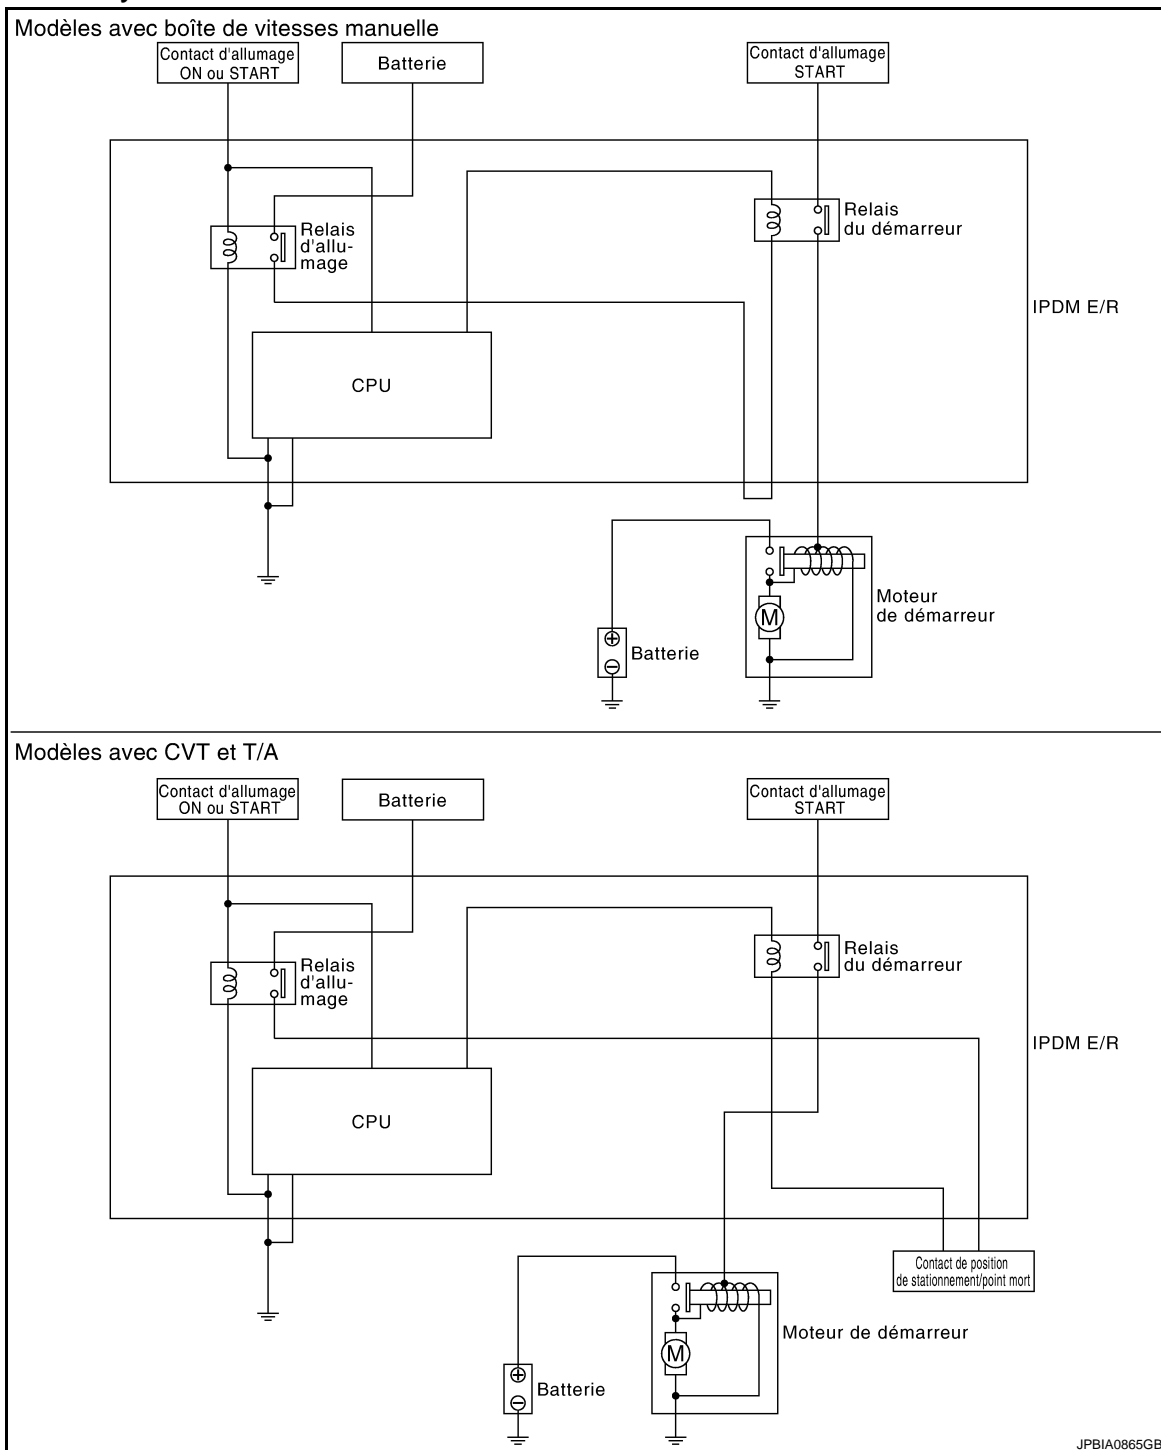 Modèles avec boîte de vitesses manuelle
Contact d'allumage
ON ou START
Batterie
Contact d'allumage
START
Relais
d'allu-
mage
Relais
du démarreur
IPDM E/R
CPU
Moteur
de démarreur
M
Batterie
Modèles avec CVT et T/A
Contact d'allumage
ON ou START
Batterie
Contact d'allumage
START
Relais
d'allu-
mage
Relais
du démarreur
IPDM E/R
CPU
Contact de position
de stationnement/point mort
Moteur de démarreur
M
Batterie
JPBIA0865GB